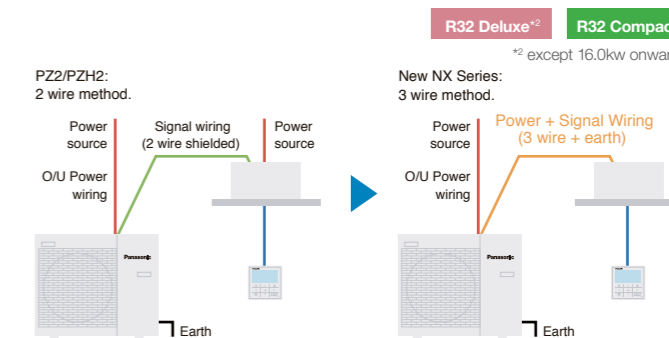 R32 Deluxe*2
R32 Compac
*2 except 16.0kw onwar
PZ2/PZH2:
2 wire method.
Power
source
Signal wiring
(2 wire shielded)
Power
source
O/U Power
wiring
Panasonic
Earth
New NX Series:
3 wire method.
Power
source
Power + Signal Wiring
(3 wire + earth)
O/U Power
wiring
Panasonic
Earth